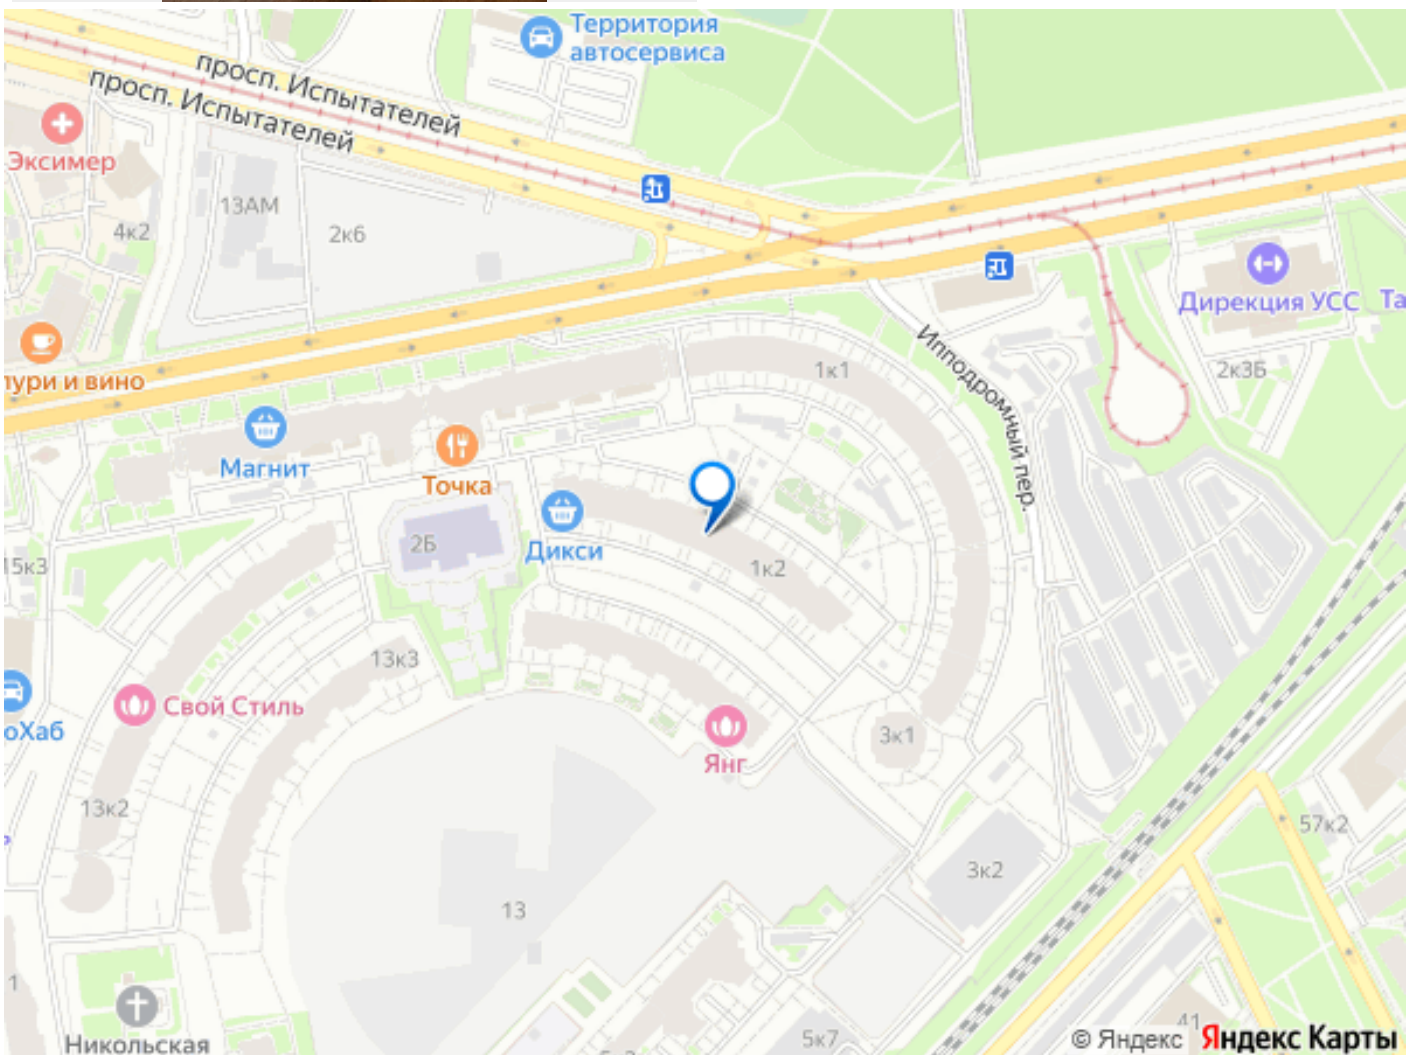 Территория
автосервиса
просп. Испытателей
просп. Испытателей
Эксимер
13АМ
4к2
2к6
Дирекция УСС
Та
пури и вино
Ипподромный пер.
1к1
2к3Б
Магнит
Точка
2Б
Дикси
1к2
15к3
13к3
Свой Стиль
оХаб
Янг
3к1
13к2
57к2
3к2
13
1
Никольская
5к7
41
© Яндекс Яндекс Карты